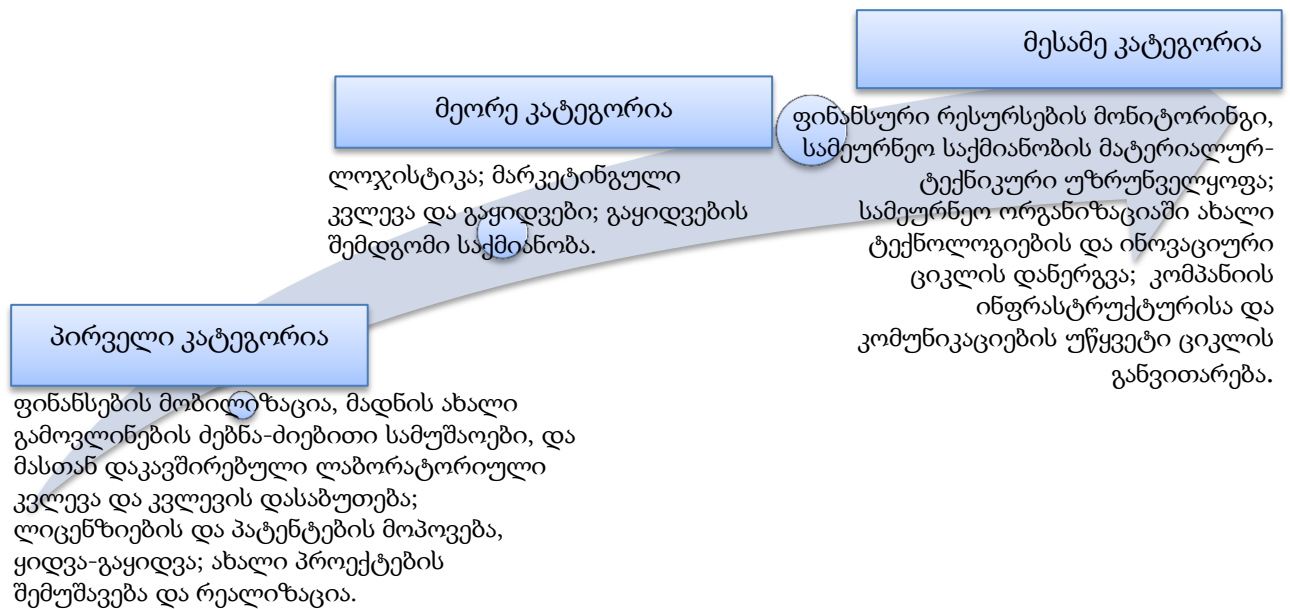 პირველი კატეგორია
ფინანსების მობილიზაცია, მადნის ახალი
გამოვლინების ძებნა-ძიებითი სამუშაოები, და
მასთან დაკავშირებული ლაბორატორიული
კვლევა და კვლევის დასაბუთება;
ლიცენზიების და პატენტების მოპოვება,
ყიდვა-გაყიდვა; ახალი პროექტების
შემუშავება და რეალიზაცია.
მეორე კატეგორია
ლოჯისტიკა; მარკეტინგული
კვლევა და გაყიდვები; გაყიდვების
შემდგომი საქმიანობა.
მესამე კატეგორია
ფინანსური რესურსების მონიტორინგი,
სამეურნეო საქმიანობის მატერიალურ-
ტექნიკური უზრუნველყოფა;
სამეურნეო ორგანიზაციაში ახალი
ტექნოლოგიების და ინოვაციური
ციკლის დანერგვა; კომპანიის
ინფრასტრუქტურისა და
კომუნიკაციების უწყვეტი ციკლის
განვითარება.